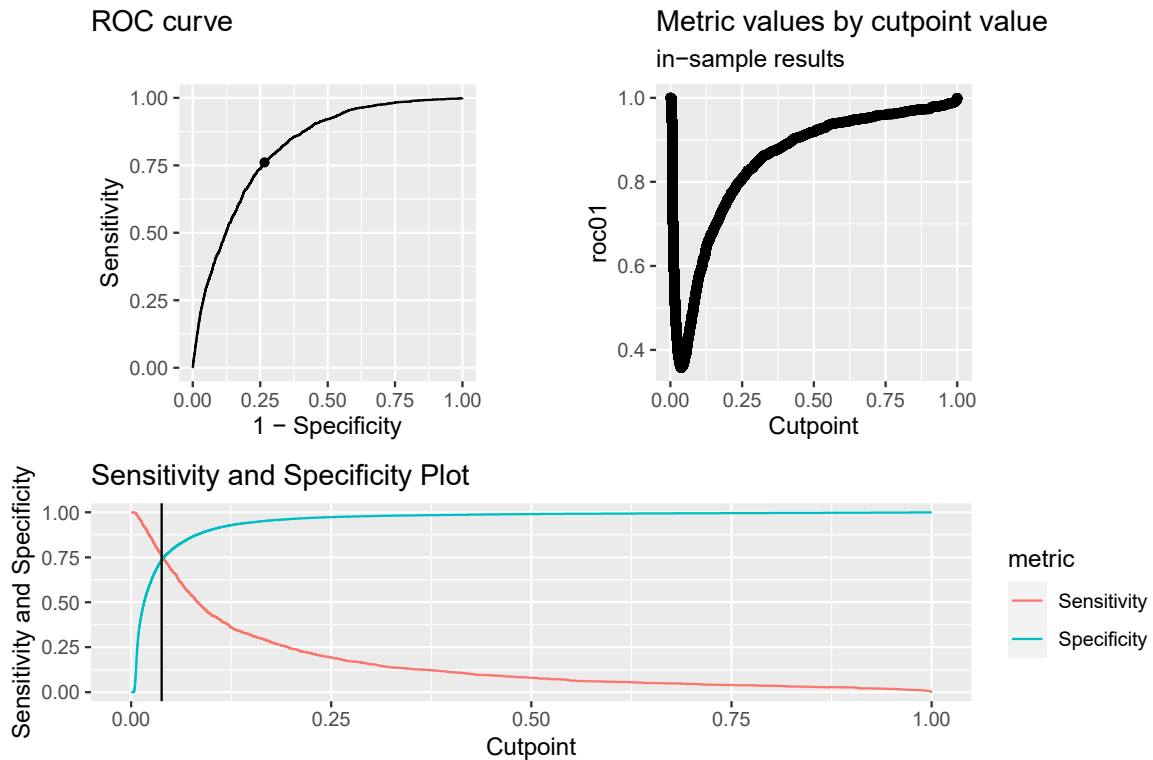 ROC curve
1.00
0.75
0.50
0.25
0.00
Sensitivity
0.00 0.25 0.50 0.75 1.00
1 − Specificity
Metric values by cutpoint value
in−sample results
1.0
0.8
0.6
0.4
roc01
0.00 0.25 0.50 0.75 1.00
Cutpoint
Sensitivity and Specificity Plot
1.00
0.75
0.50
0.25
0.00
Sensitivity and Specificity
0.00 0.25 0.50 0.75 1.00
Cutpoint
metric
Sensitivity
Specificity